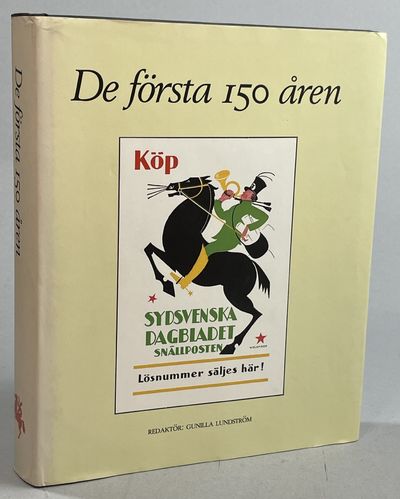 De första 150 åren
De första 150 åren
Köp
SYDSVENSKA
DAGBLADET
SNÄLLPOSTEN
Lösnummer säljes här!
REDAKTÖR: GUNILLA LUNDSTRÖM